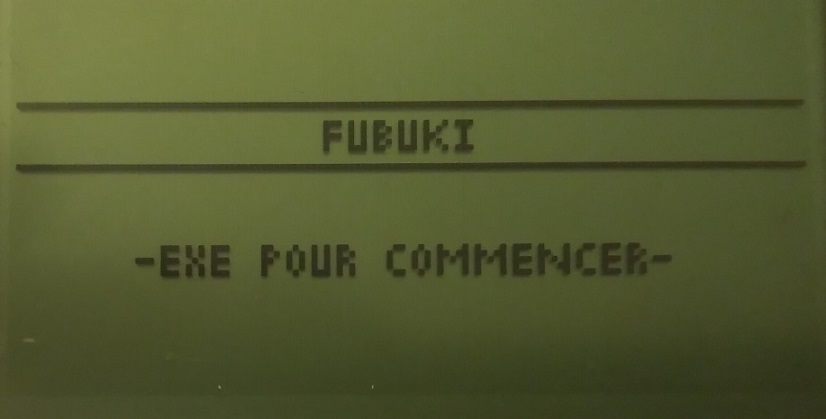 FUBUKI
-EXE POUR COMMENCER-